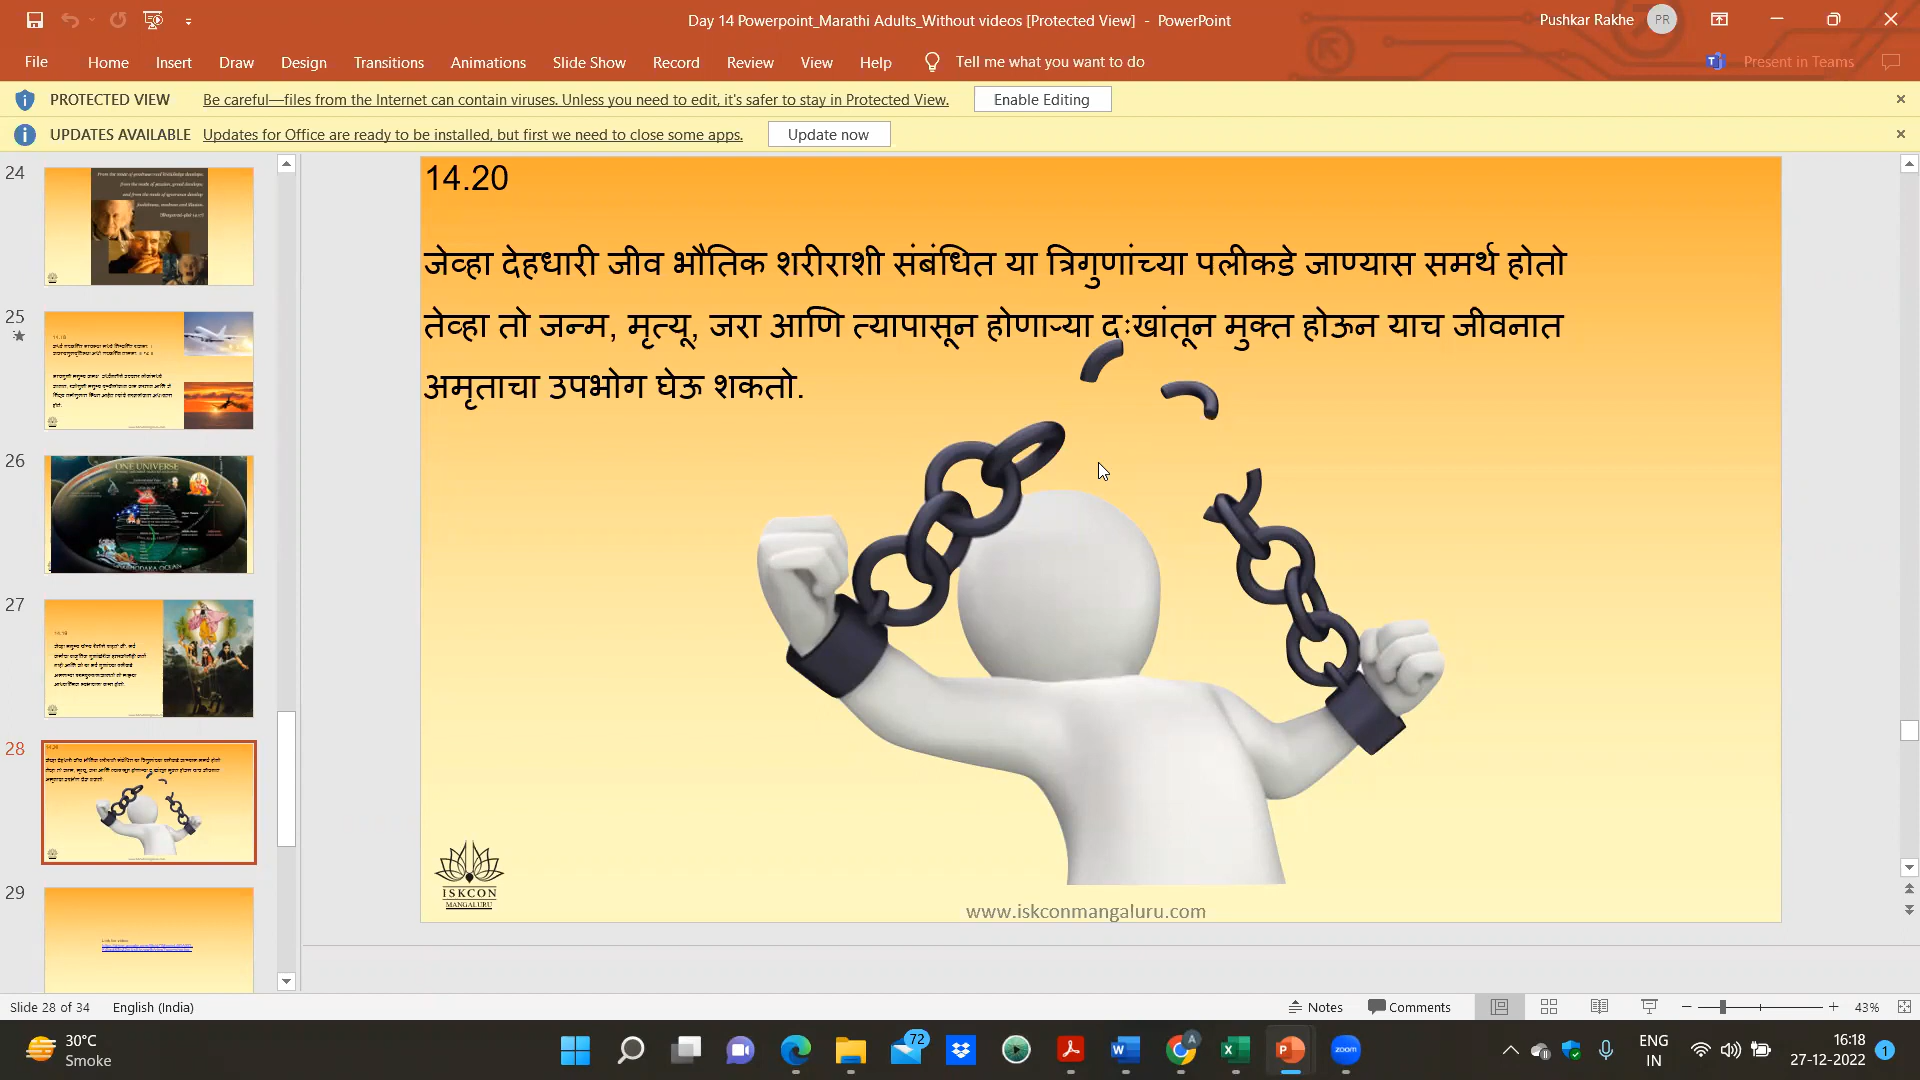 Day 14 Powerpoint_Marathi Adults_Without videos [Protected View] - PowerPoint
Pushkar Rakhe
PR
File
Home
Insert
Draw
Design
Transitions
Animations
Slide Show
Record
Review
View
Help
Tell me what you want to do
Present in Teams
PROTECTED VIEW
Be careful—files from the Internet can contain viruses. Unless you need to edit, it's safer to stay in Protected View.
Enable Editing
UPDATES AVAILABLE
Updates for Office are ready to be installed, but first we need to close some apps.
Update now
24
25
26
ONE UNIVERSE
27
28
29
14.20
जेव्हा देहधारी जीव भौतिक शरीराशी संबंधित या त्रिगुणांच्या पलीकडे जाण्यास समर्थ होतो
तेव्हा तो जन्म, मृत्यू, जरा आणि त्यापासून होणाऱ्या दुःखांतून मुक्त होऊन याच जीवनात
अमृताचा उपभोग घेऊ शकतो.
ISKCON
MANGALURU
www.iskconmangaluru.com
Slide 28 of 34
English (India)
Notes
Comments
43%
30°C
Smoke
72
A
zoom
ENG
IN
16:18
27-12-2022
1